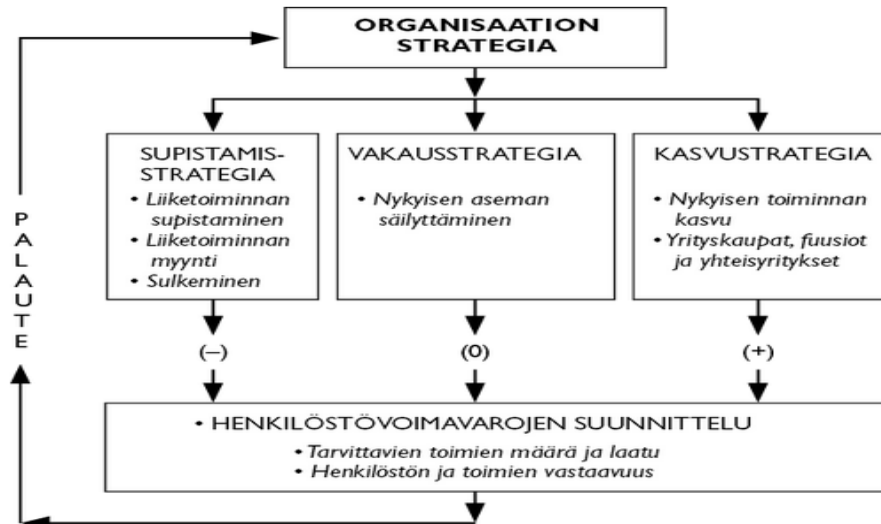 ORGANISAATION
STRATEGIA
SUPISTAMIS-
STRATEGIA
• Liiketoiminnan
supistaminen
• Liiketoiminnan
myynti
• Sulkeminen
VAKAUSSTRATEGIA
• Nykyisen aseman
säilyttäminen
KASVUSTRATEGIA
• Nykyisen toiminnan
kasvu
• Yrityskaupat, fuusiot
ja yhteisyritykset
PALAUTE
(–)
(0)
(+)
• HENKILÖSTÖVOIMAVAROJEN SUUNNITTELU
• Tarvittavien toimien määrä ja laatu
• Henkilöstön ja toimien vastaavuus